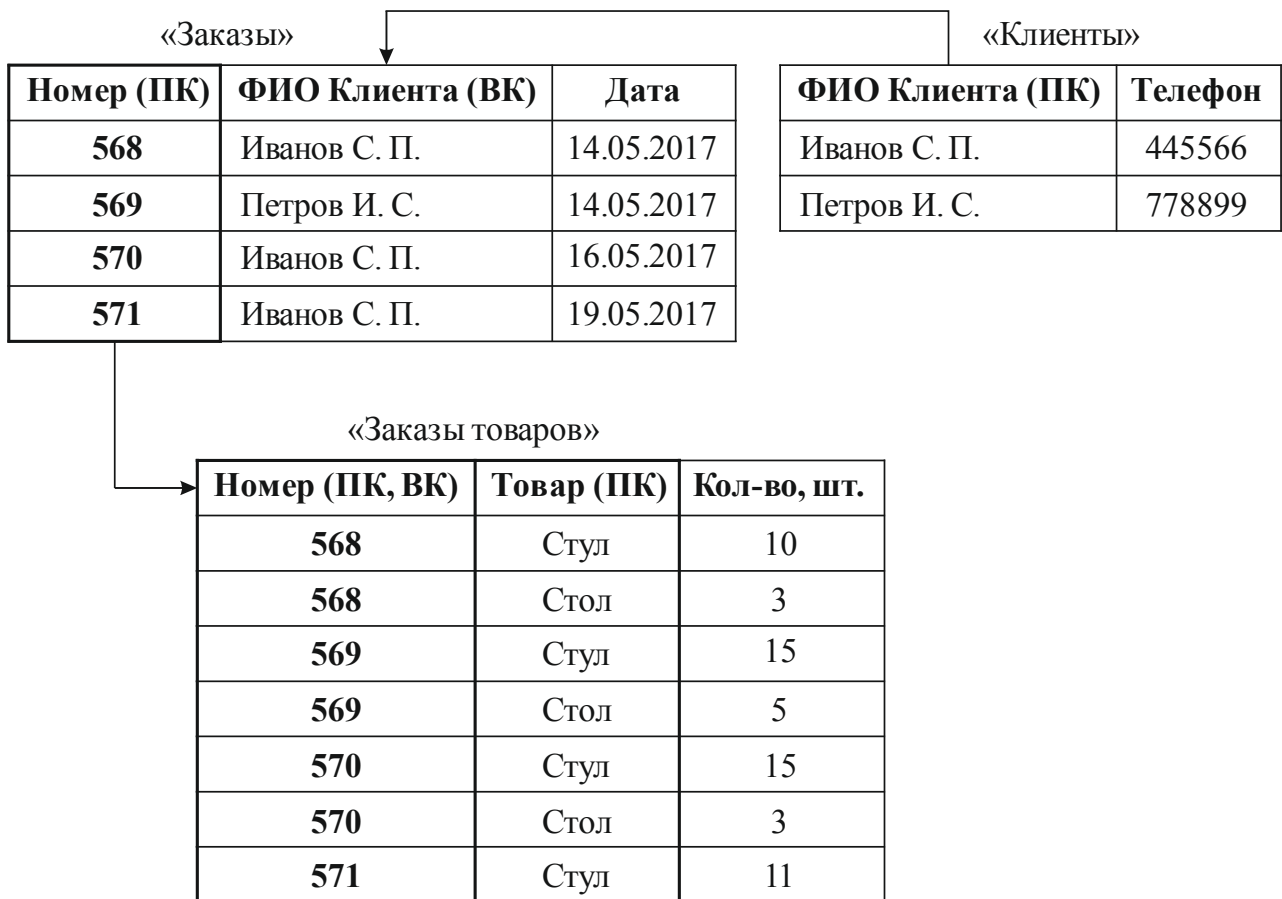 «Заказы» «Клиенты»
Номер (ПК) ФИО Клиента (ВК) Дата ФИО Клиента (ПК) Телефон
568 Иванов С. П. 14.05.2017 Иванов С. П. 445566
569 Петров И. С. 14.05.2017 Петров И. С. 778899
570 Иванов С. П. 16.05.2017
571 Иванов С. П. 19.05.2017
«Заказы товаров»
Номер (ПК, ВК) Товар (ПК) Кол-во, шт.
568 Стул 10
568 Стол 3
569 Стул 15
569 Стол 5
570 Стул 15
570 Стол 3
571 Стул 11